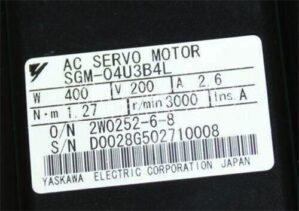 AC SERVO MOTOR
SGM-04U3B4L
W 400 V 200 A 2.6
N·m 1.27 r/min 3000 Ins. A
O/N 2W0252-6-8
S/N D0028G502710008
YASKAWA ELECTRIC CORPORATION JAPAN